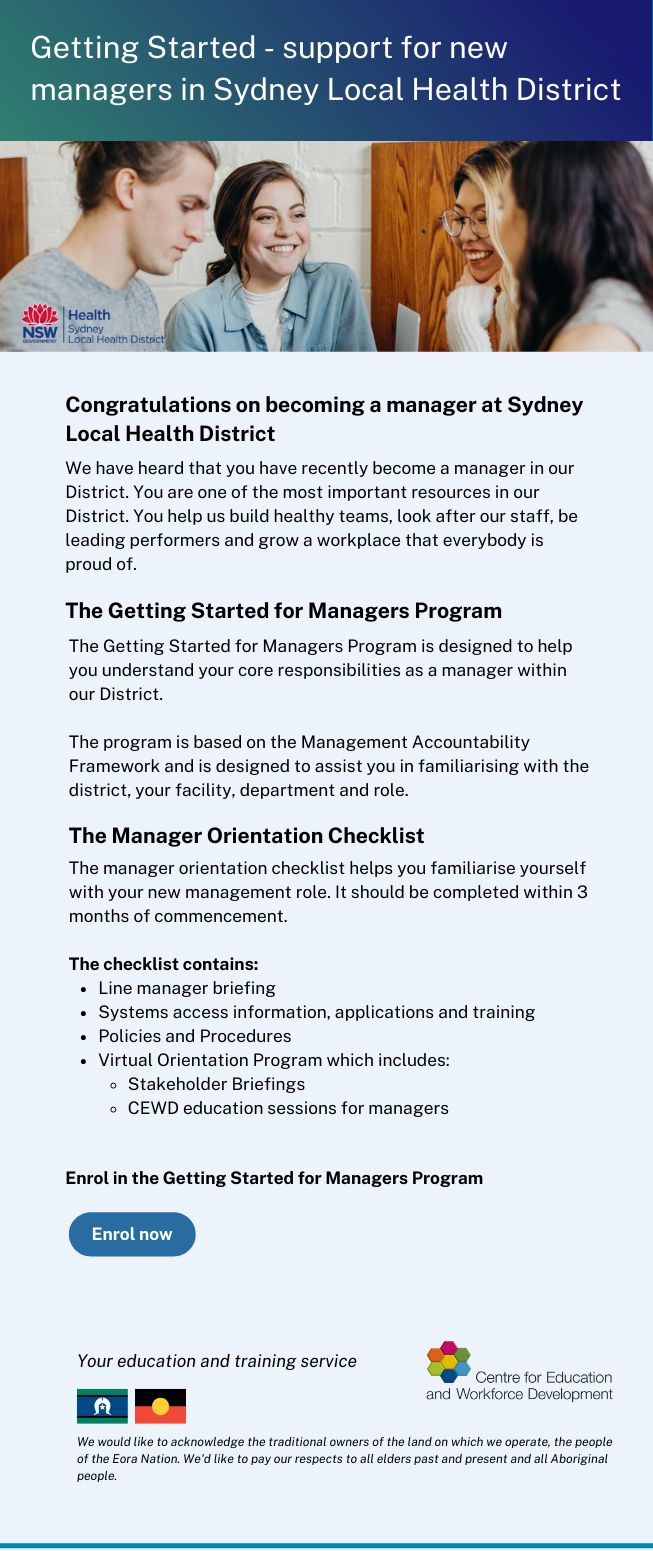 Getting Started - support for new
managers in Sydney Local Health District
NSW
GOVERNMENT
Health
Sydney
Local Health District
Congratulations on becoming a manager at Sydney
Local Health District
We have heard that you have recently become a manager in our
District. You are one of the most important resources in our
District. You help us build healthy teams, look after our staff, be
leading performers and grow a workplace that everybody is
proud of.
The Getting Started for Managers Program
The Getting Started for Managers Program is designed to help
you understand your core responsibilities as a manager within
our District.
The program is based on the Management Accountability
Framework and is designed to assist you in familiarising with the
district, your facility, department and role.
The Manager Orientation Checklist
The manager orientation checklist helps you familiarise yourself
with your new management role. It should be completed within 3
months of commencement.
The checklist contains:
• Line manager briefing
• Systems access information, applications and training
• Policies and Procedures
• Virtual Orientation Program which includes:
◦ Stakeholder Briefings
◦ CEWD education sessions for managers
Enrol in the Getting Started for Managers Program
Enrol now
Your education and training service
Centre for Education
and Workforce Development
We would like to acknowledge the traditional owners of the land on which we operate, the people
of the Eora Nation. We'd like to pay our respects to all elders past and present and all Aboriginal
people.